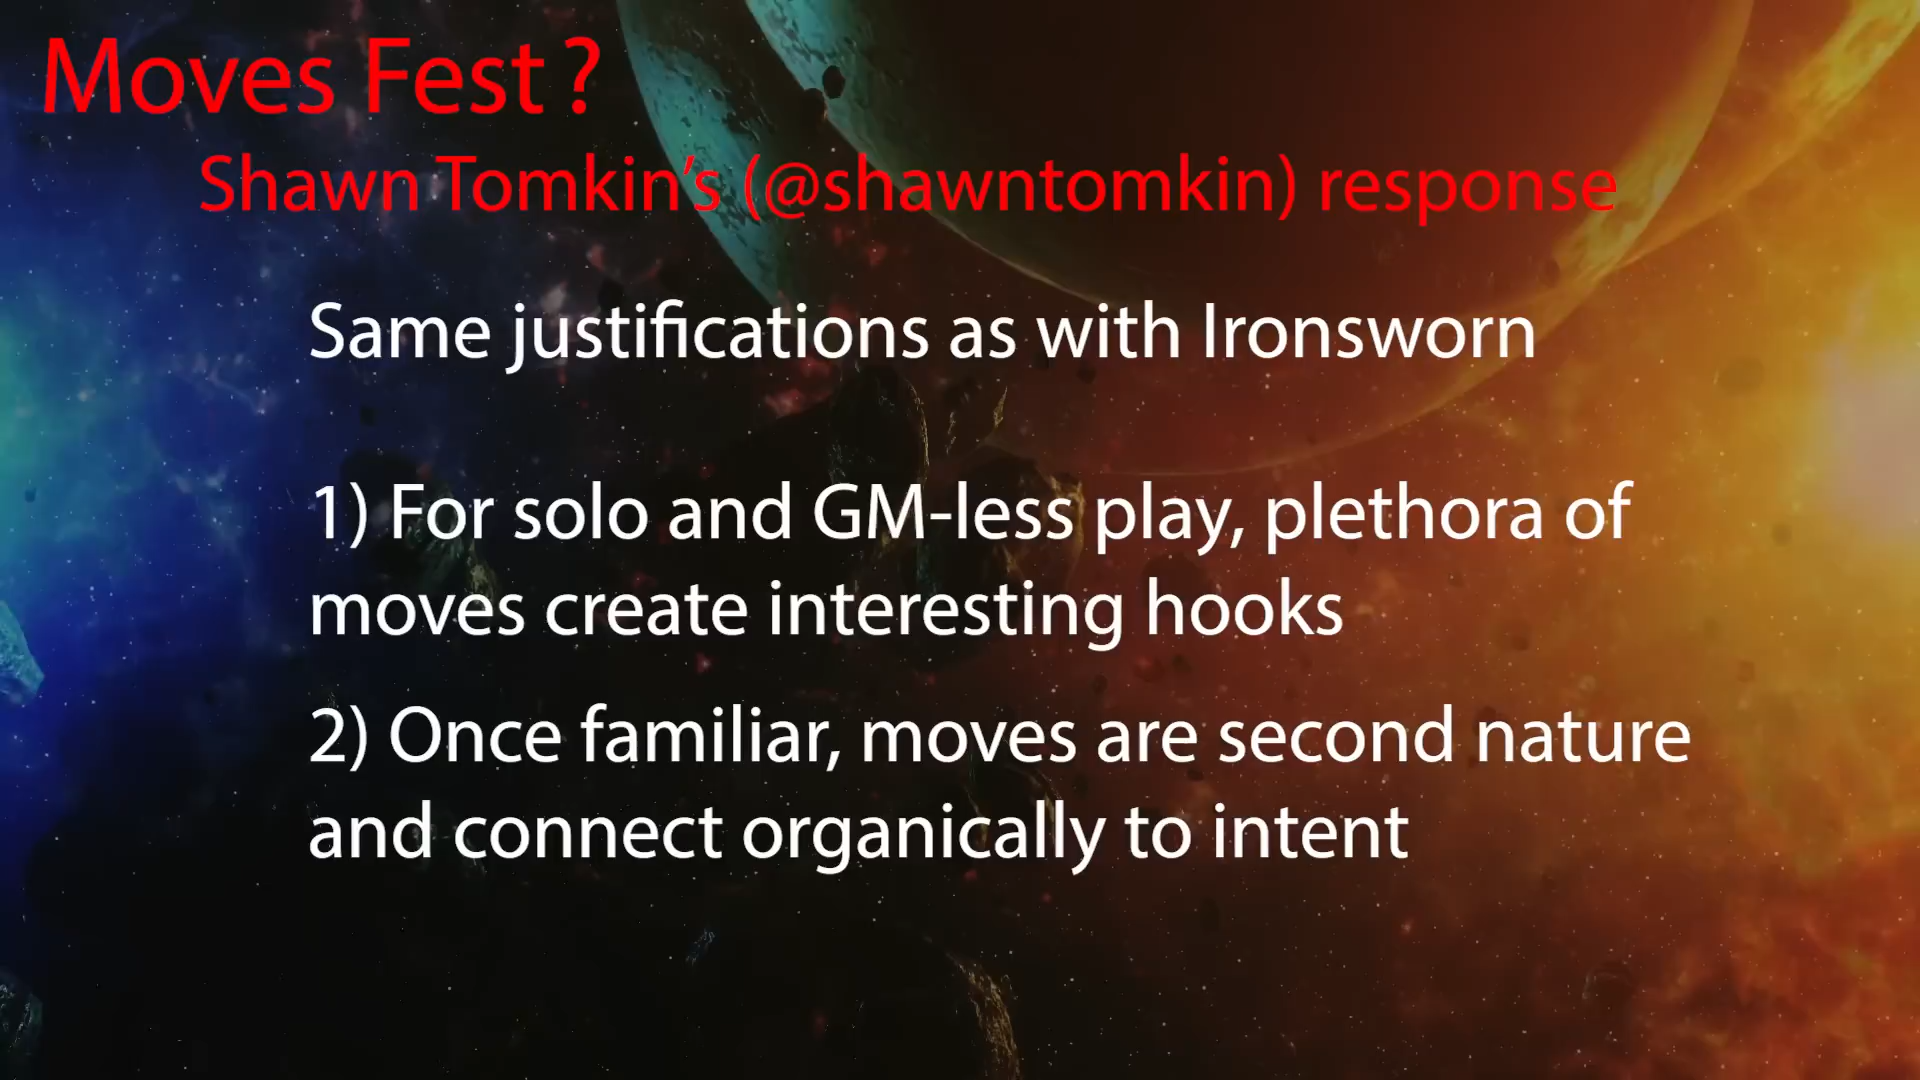 Moves Fest ?
Shawn Tomkin’s (@shawntomkin) response
Same justifications as with Ironsworn
1) For solo and GM-less play, plethora of
moves create interesting hooks
2) Once familiar, moves are second nature
and connect organically to intent